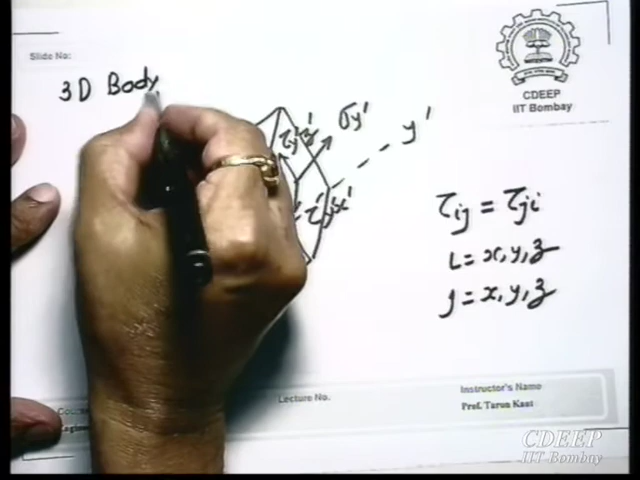 Slide No:
3D Body
CDEEP
IIT Bombay
τy'z'
σy'
y'
τ'y'x'
τij = τji
i = x, y, z
j = x, y, z
Lecture No.
Instructor's Name
Prof. Tarun Kant
CDEEP
IIT Bombay